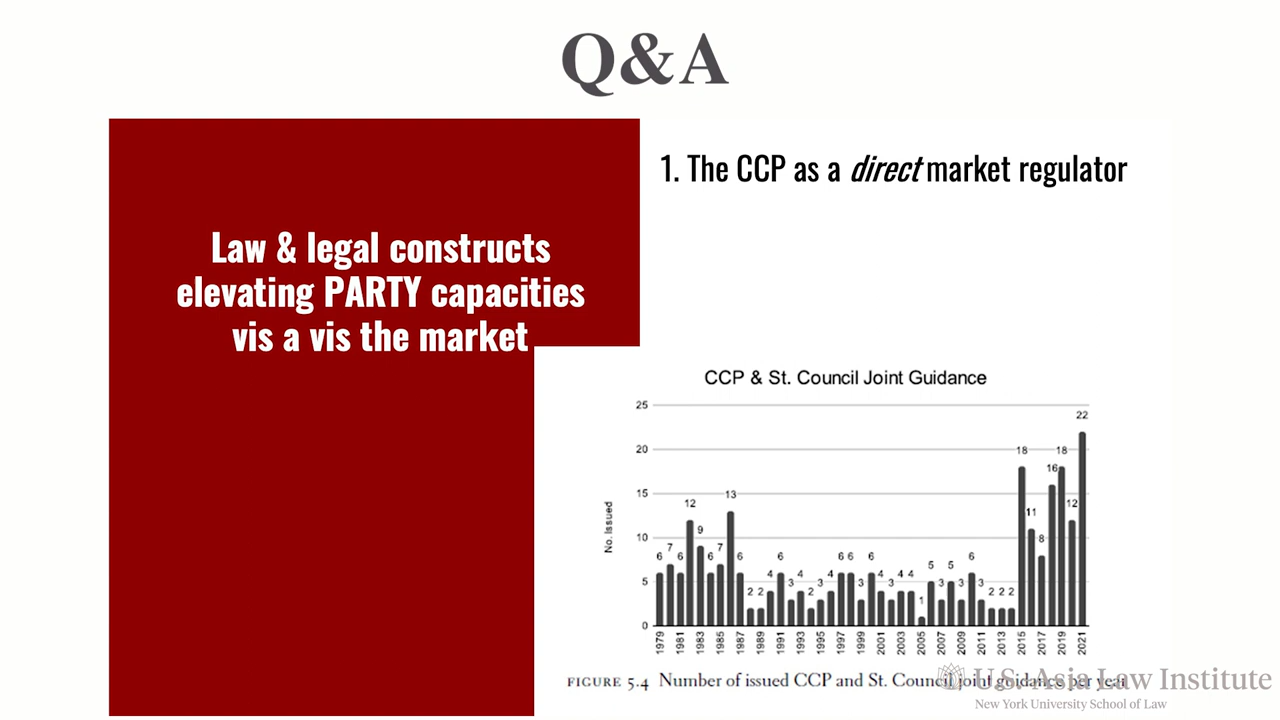 Q&A
Law & legal constructs
elevating PARTY capacities
vis a vis the market
1. The CCP as a direct market regulator
CCP & St. Council Joint Guidance
No. Issued
25
20
15
10
5
0
6 7 6 12 9 6 7 13 6 2 2 4 6 3 4 2 3 4 6 6 3 6 4 3 4 4 1 5 3 5 3 6 3 2 2 2 18 11 8 16 18 12 22
1979 1981 1983 1985 1987 1989 1991 1993 1995 1997 1999 2001 2003 2005 2007 2009 2011 2013 2015 2017 2019 2021
FIGURE 5.4 Number of issued CCP and St. Council joint guidance per year
U.S.-Asia Law Institute
New York University School of Law